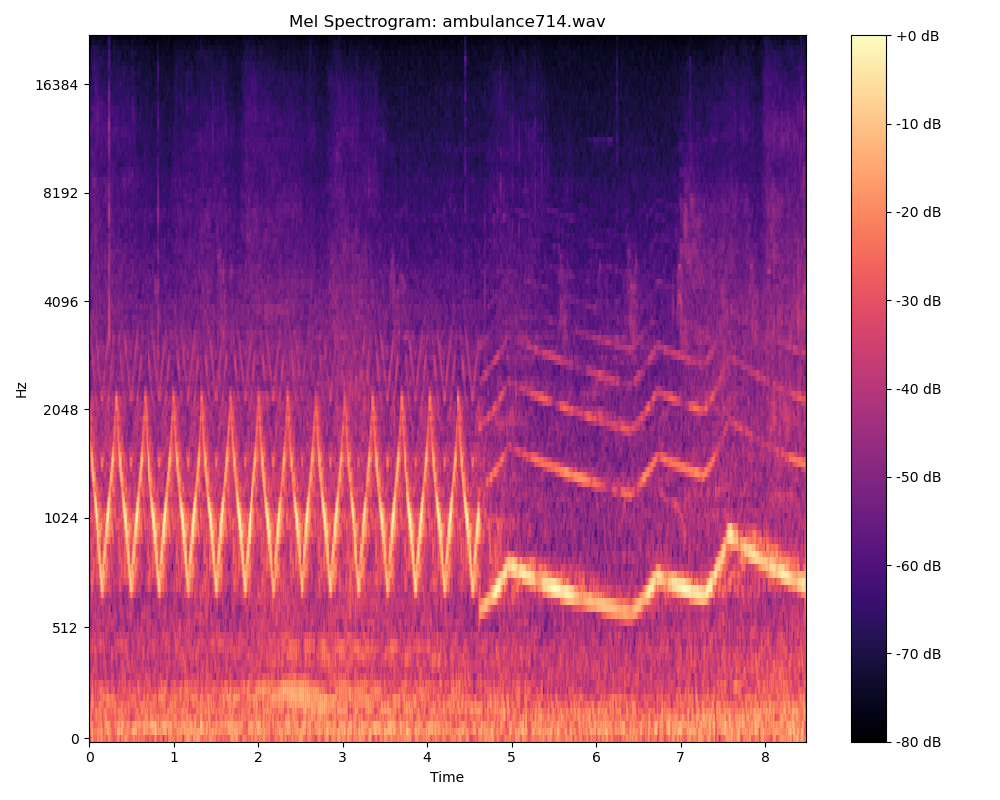 Mel Spectrogram: ambulance714.wav
+0 dB
16384
-10 dB
8192
-20 dB
4096
-30 dB
Hz
2048
-40 dB
-50 dB
1024
-60 dB
512
-70 dB
0
-80 dB
0 1 2 3 4 5 6 7 8
Time